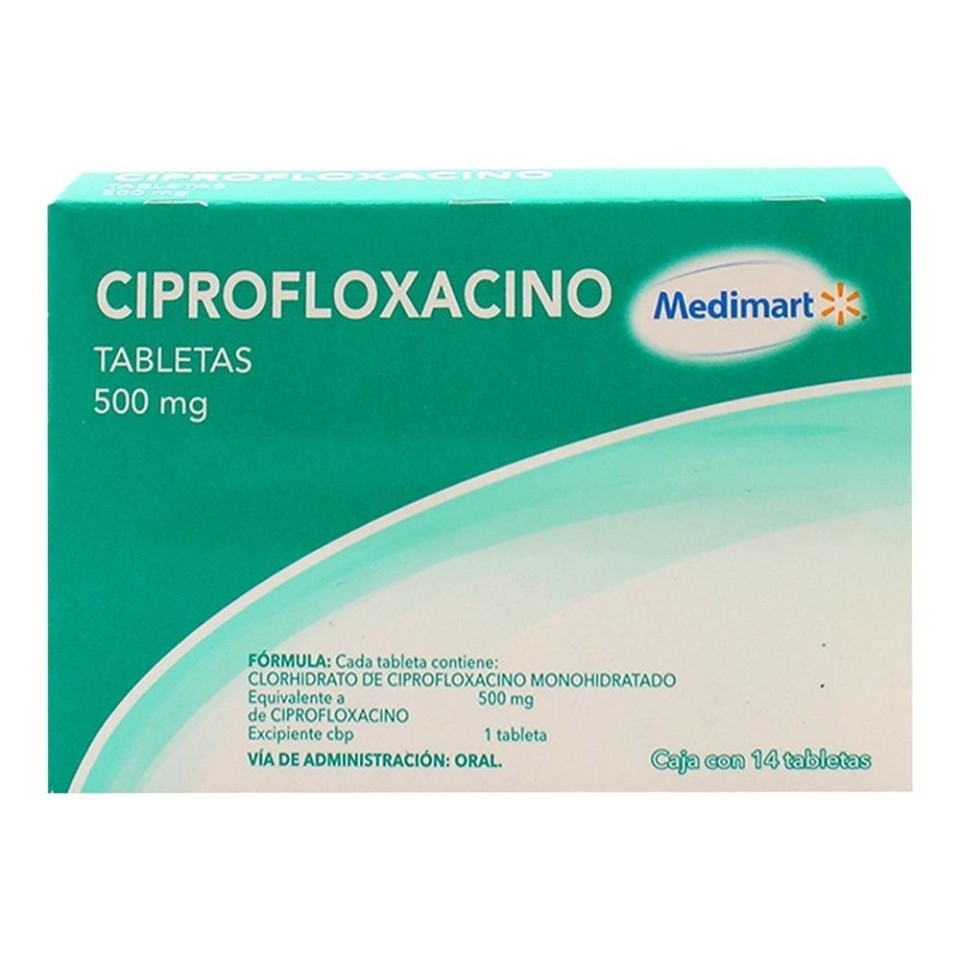 CIPROFLOXACINO
TABLETAS
500 mg
CIPROFLOXACINO
Medimart
TABLETAS
500 mg
FÓRMULA: Cada tableta contiene:
CLORHIDRATO DE CIPROFLOXACINO MONOHIDRATADO
Equivalente a 500 mg
de CIPROFLOXACINO
Excipiente cbp 1 tableta
VÍA DE ADMINISTRACIÓN: ORAL.
Caja con 14 tabletas